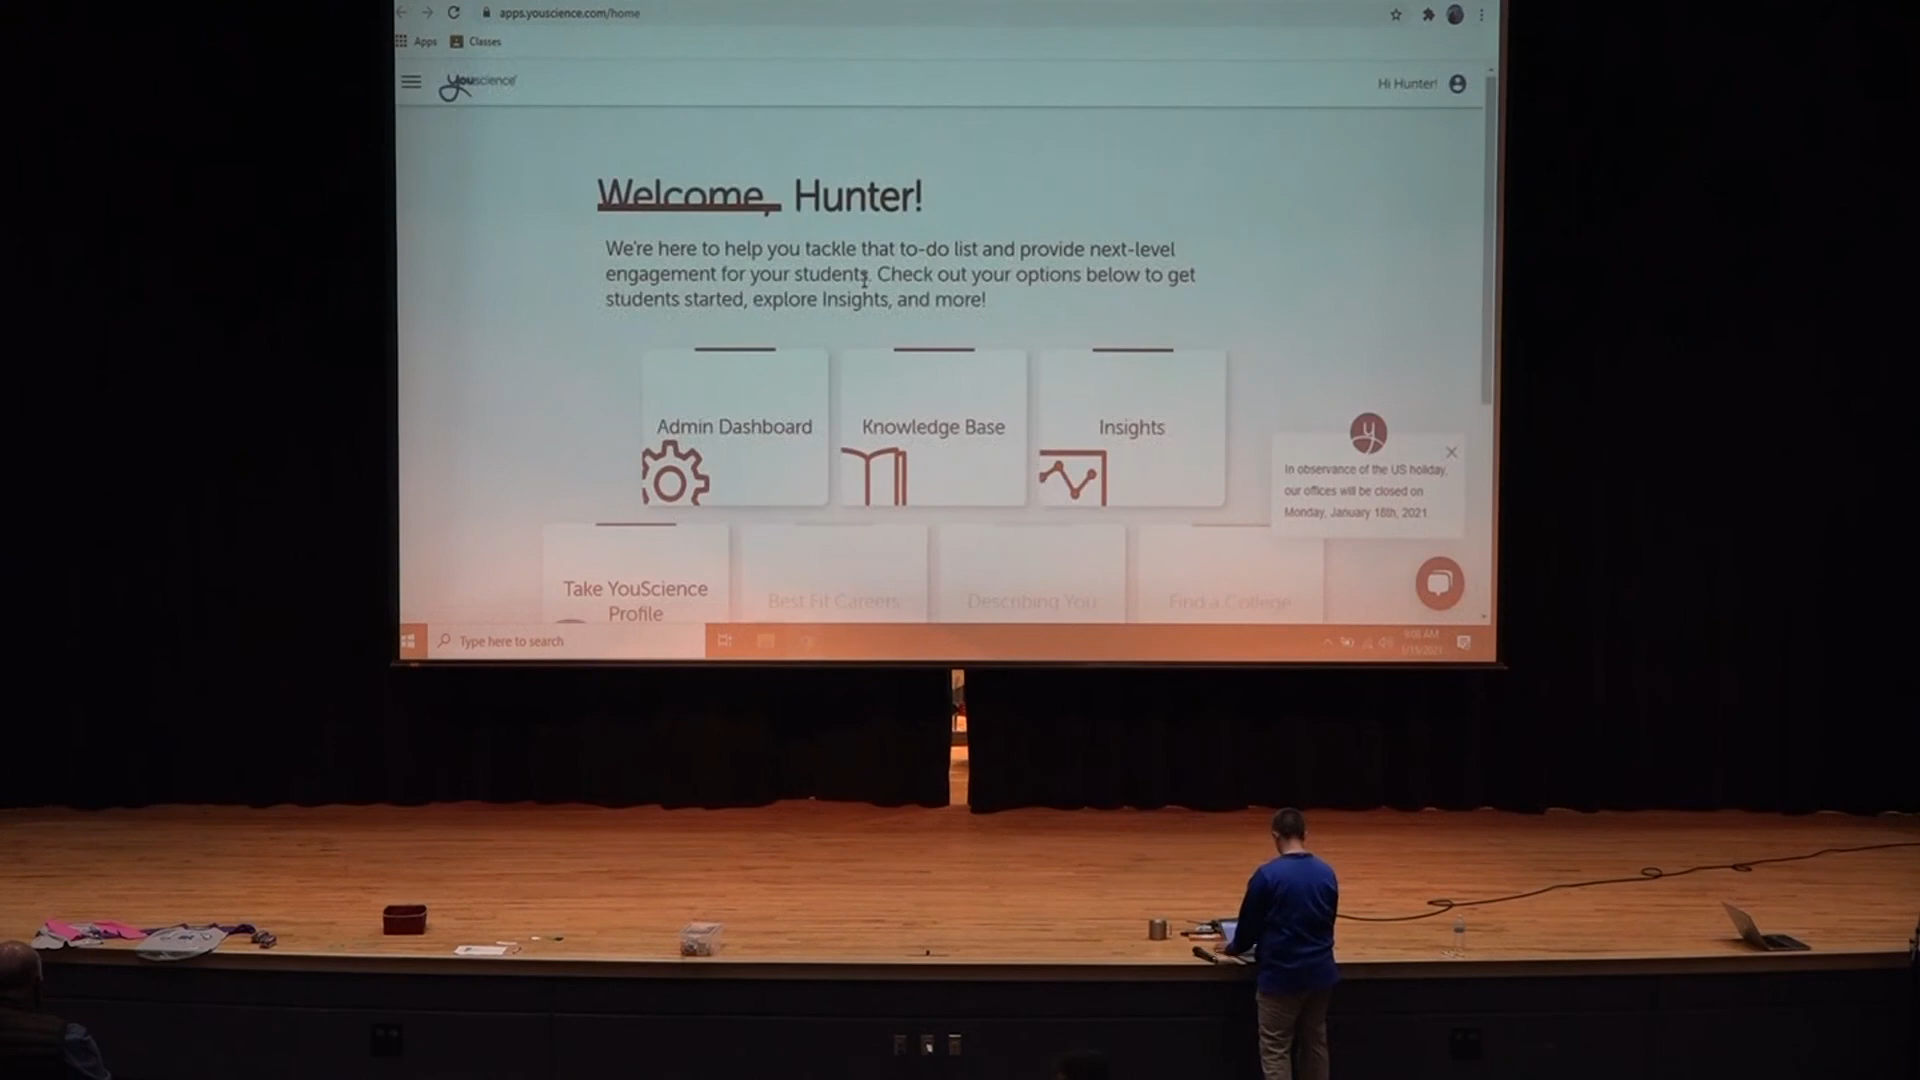 apps.youscience.com/home
Apps
Classes
youscience
Hi Hunter!
Welcome, Hunter!
We're here to help you tackle that to-do list and provide next-level
engagement for your students. Check out your options below to get
students started, explore Insights, and more!
Admin Dashboard
Knowledge Base
Insights
In observance of the US holiday,
our offices will be closed on
Monday, January 18th, 2021.
Take YouScience
Profile
Best Fit Careers
Describing You
Find a College
Type here to search
1/15/2021